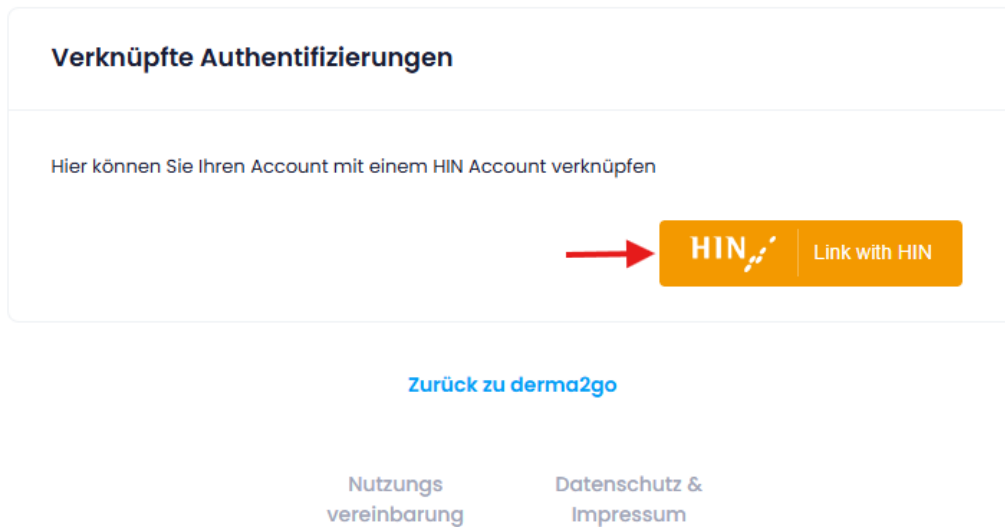 Verknüpfte Authentifizierungen
Hier können Sie Ihren Account mit einem HIN Account verknüpfen
HIN Link with HIN
Zurück zu derma2go
Nutzungs
vereinbarung
Datenschutz &
Impressum